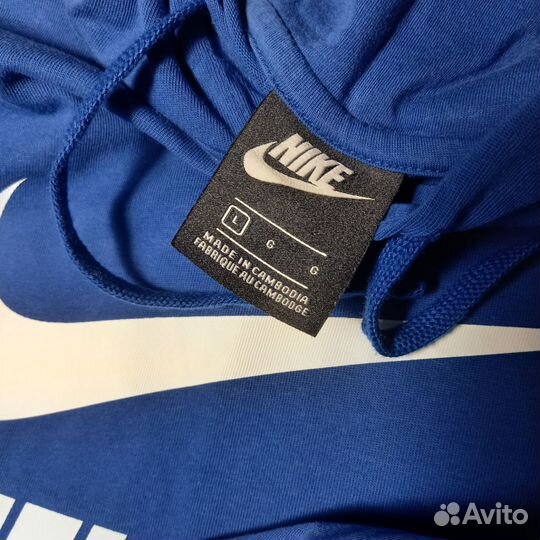 NIKE
L G G
MADE IN CAMBODIA
FABRIQUE AU CAMBODGE
Avito